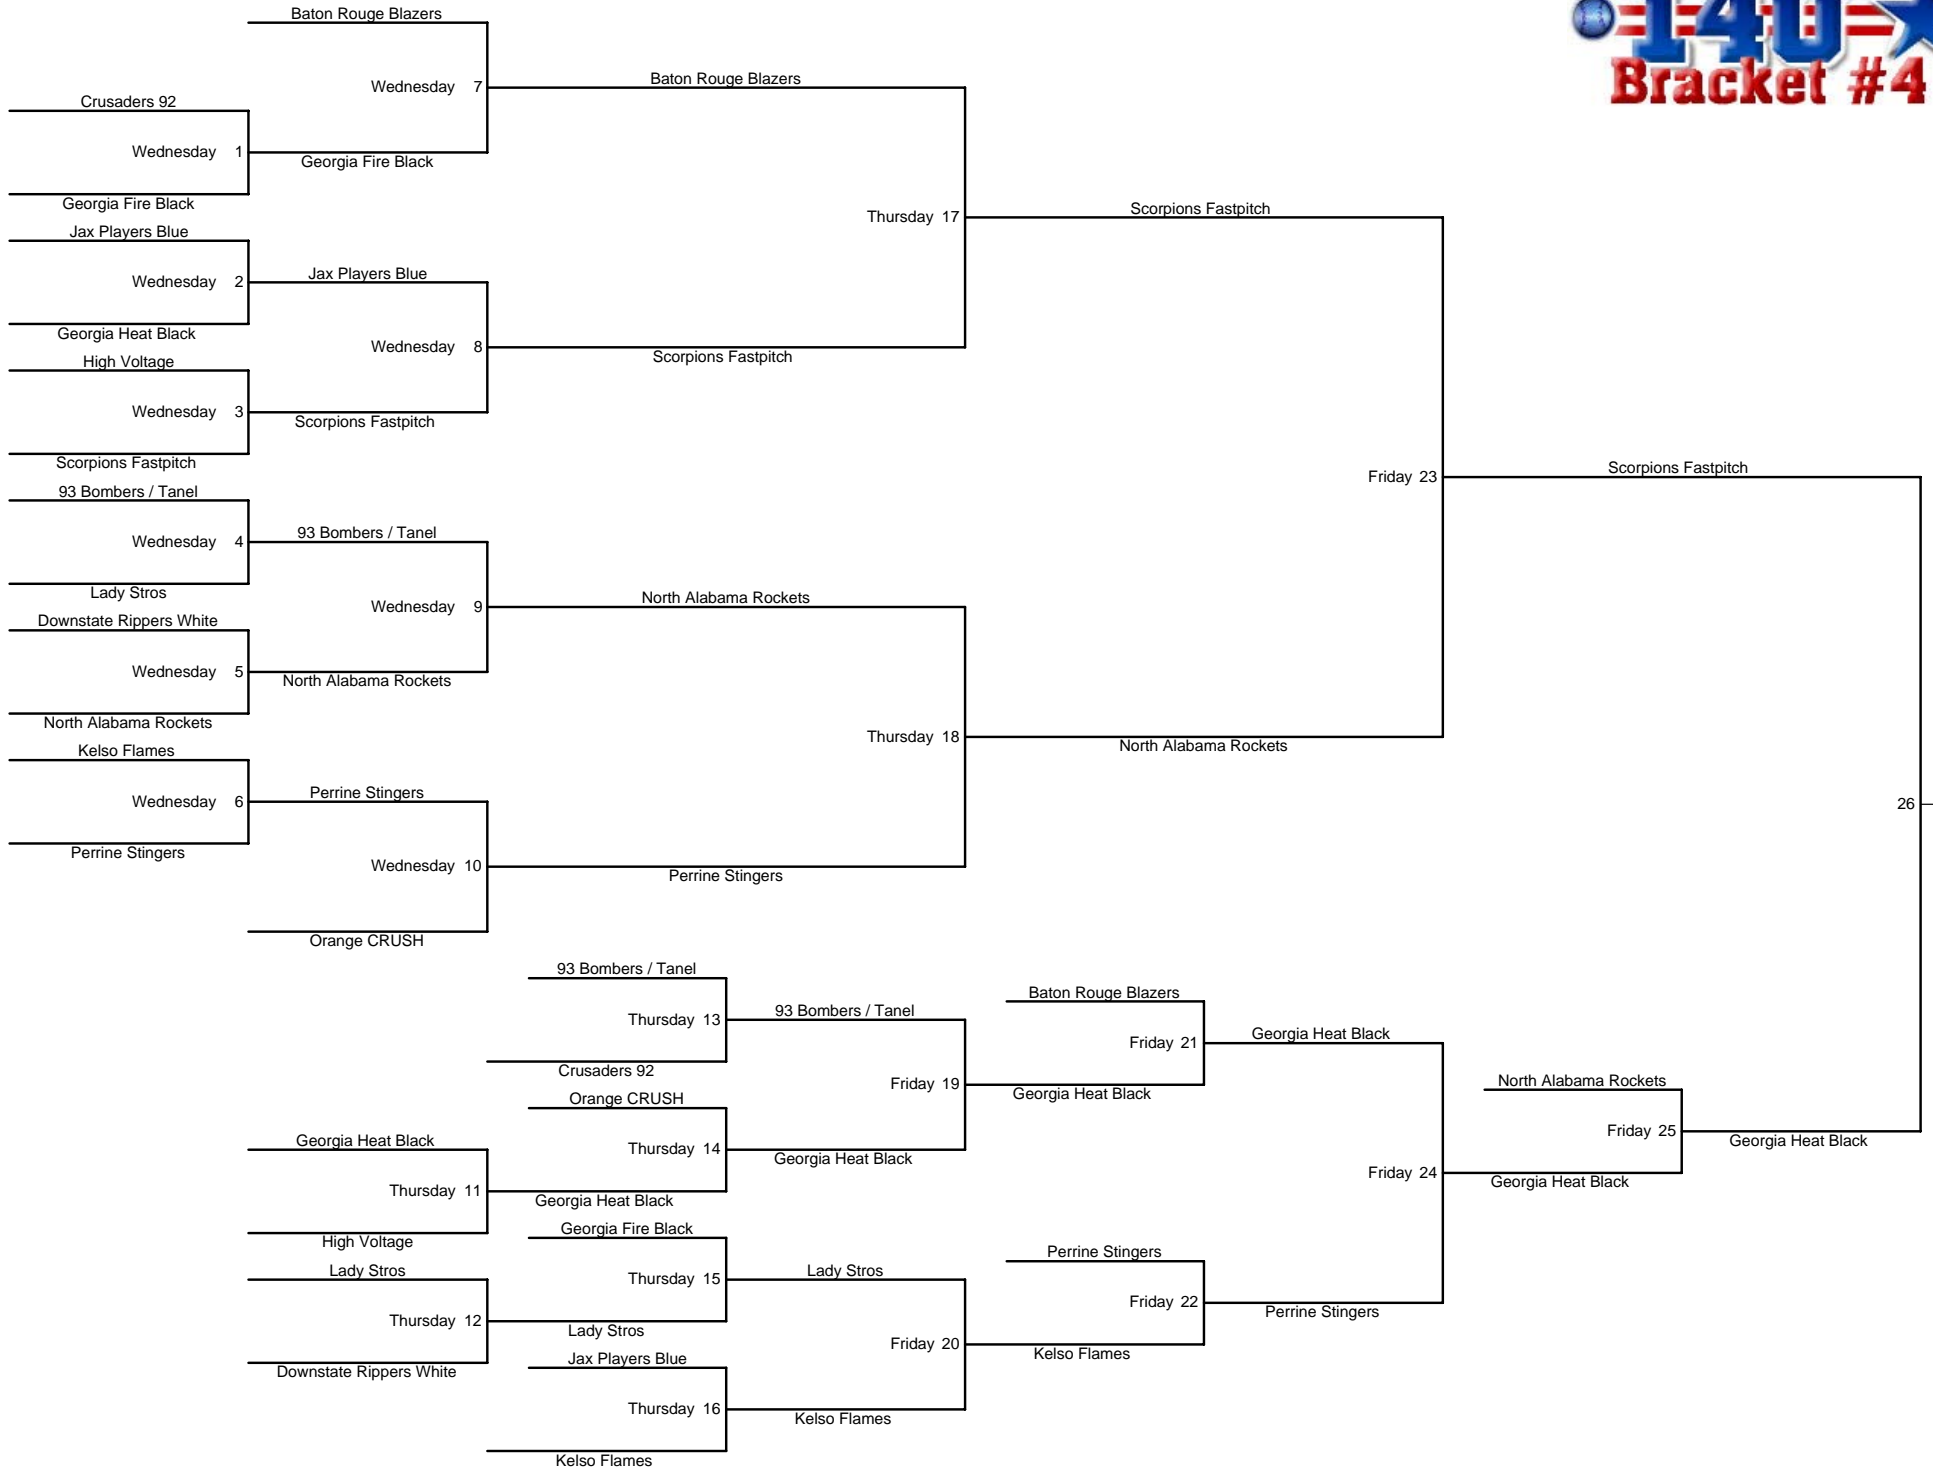 14U
Bracket #4
Baton Rouge Blazers
Wednesday 7
Baton Rouge Blazers
Crusaders 92
Wednesday 1
Georgia Fire Black
Georgia Fire Black
Thursday 17
Scorpions Fastpitch
Jax Players Blue
Wednesday 2
Jax Players Blue
Georgia Heat Black
Wednesday 8
Scorpions Fastpitch
High Voltage
Wednesday 3
Scorpions Fastpitch
Scorpions Fastpitch
Friday 23
Scorpions Fastpitch
93 Bombers / Tanel
Wednesday 4
93 Bombers / Tanel
Lady Stros
Wednesday 9
North Alabama Rockets
Downstate Rippers White
Wednesday 5
North Alabama Rockets
North Alabama Rockets
Thursday 18
North Alabama Rockets
Kelso Flames
Wednesday 6
Perrine Stingers
Perrine Stingers
Wednesday 10
Perrine Stingers
Orange CRUSH
26
93 Bombers / Tanel
Thursday 13
93 Bombers / Tanel
Crusaders 92
Baton Rouge Blazers
Friday 21
Georgia Heat Black
Friday 19
Georgia Heat Black
Orange CRUSH
Thursday 14
Georgia Heat Black
Georgia Heat Black
Thursday 11
Georgia Heat Black
High Voltage
North Alabama Rockets
Friday 25
Georgia Heat Black
Friday 24
Georgia Heat Black
Georgia Fire Black
Thursday 15
Lady Stros
Lady Stros
Thursday 12
Lady Stros
Downstate Rippers White
Perrine Stingers
Friday 22
Perrine Stingers
Friday 20
Kelso Flames
Jax Players Blue
Thursday 16
Kelso Flames
Kelso Flames